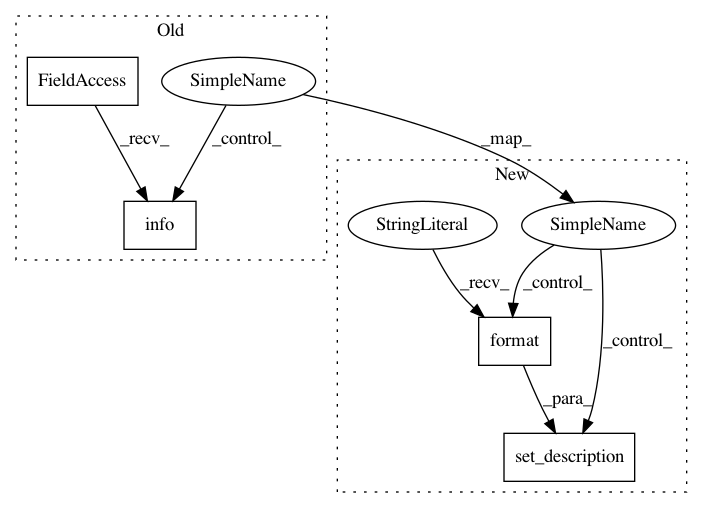 Old
FieldAccess
SimpleName
_recv_
_control_
_map_
info
New
StringLiteral
SimpleName
_recv_
_control_
_control_
format
_para_
set_description